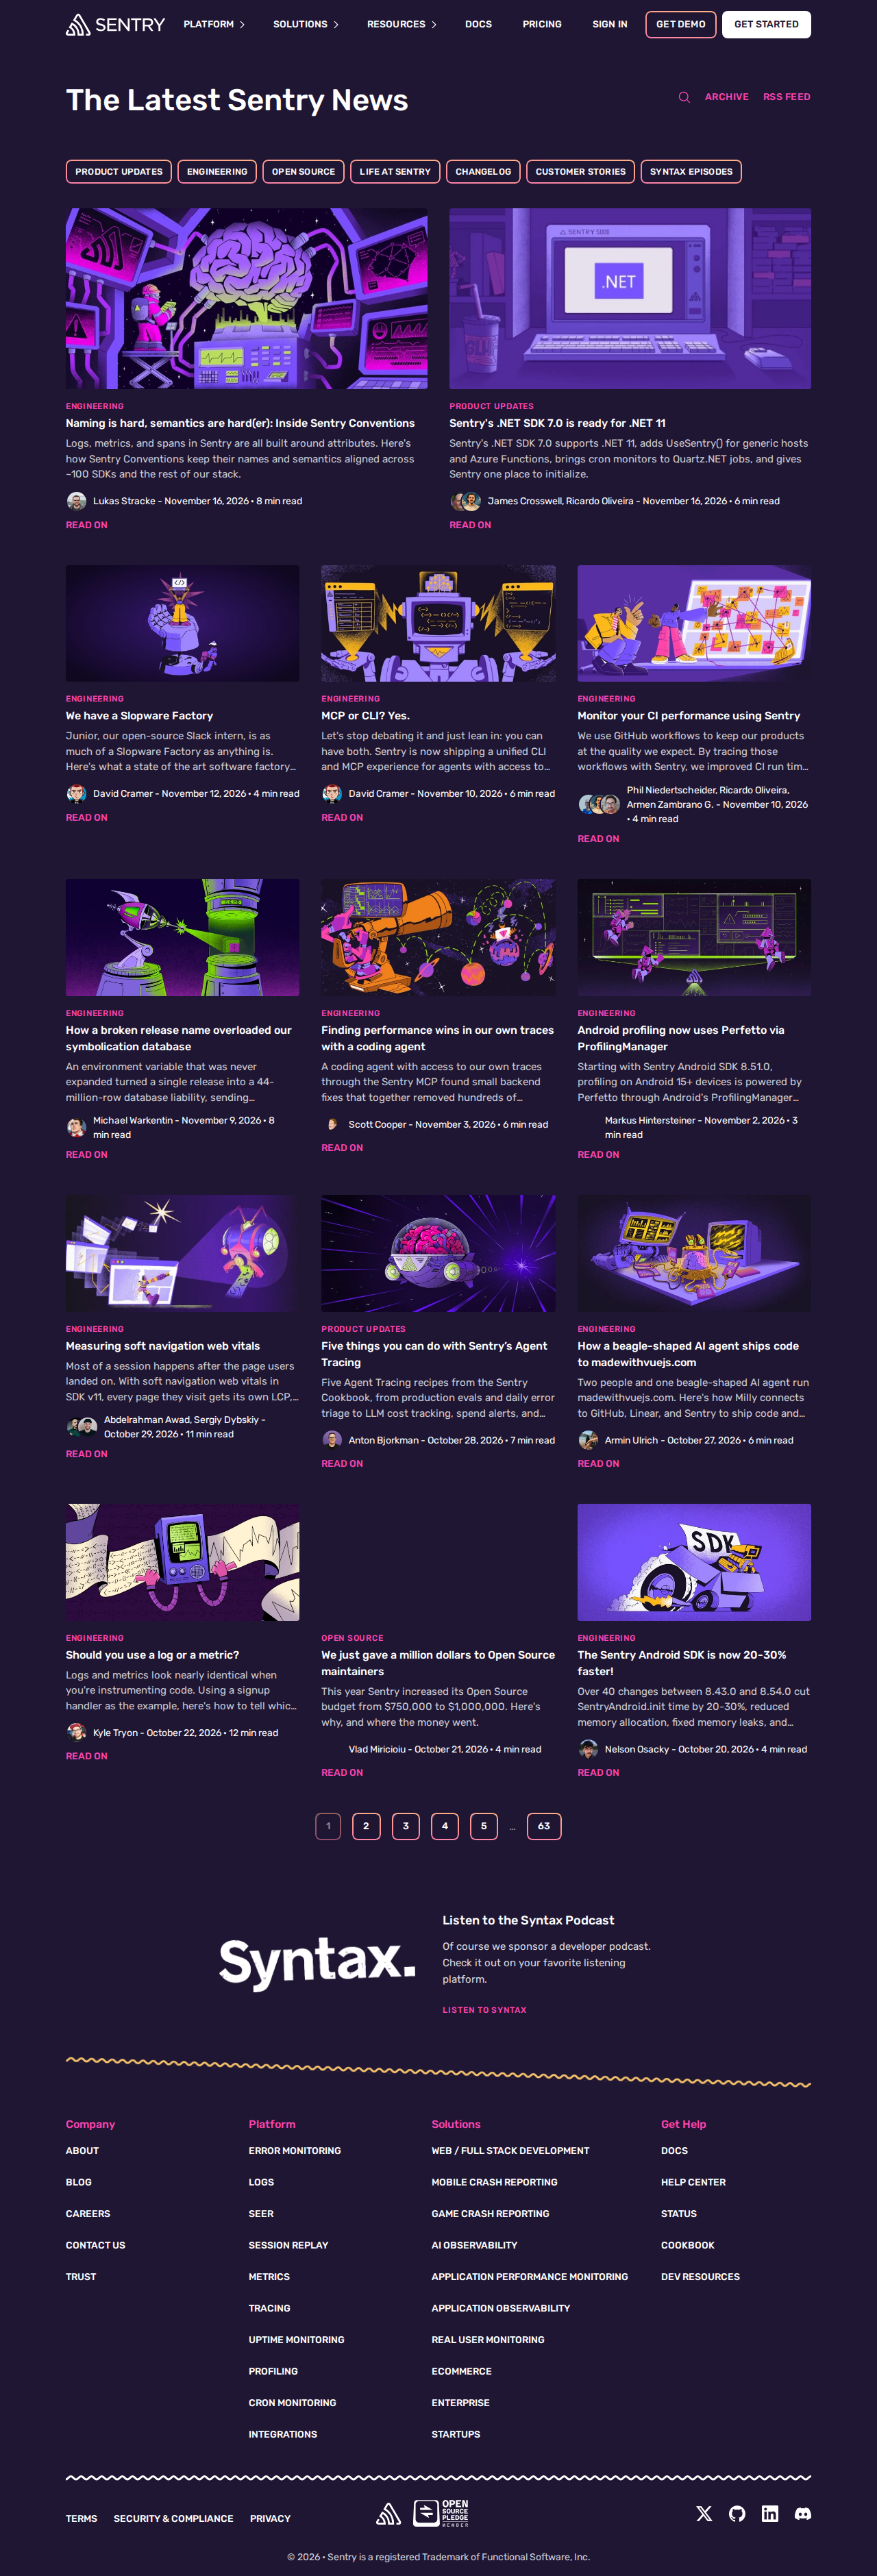 SENTRY
PLATFORM
SOLUTIONS
RESOURCES
DOCS
PRICING
SIGN IN
GET DEMO
GET STARTED
The Latest Sentry News
ARCHIVE
RSS FEED
PRODUCT UPDATES
ENGINEERING
OPEN SOURCE
LIFE AT SENTRY
CHANGELOG
CUSTOMER STORIES
SYNTAX EPISODES
ENGINEERING
Naming is hard, semantics are hard(er): Inside Sentry Conventions
Logs, metrics, and spans in Sentry are all built around attributes. Here's
how Sentry Conventions keep their names and semantics aligned across
~100 SDKs and the rest of our stack.
Lukas Stracke - November 16, 2026 • 8 min read
READ ON
.NET
PRODUCT UPDATES
Sentry's .NET SDK 7.0 is ready for .NET 11
Sentry's .NET SDK 7.0 supports .NET 11, adds UseSentry() for generic hosts
and Azure Functions, brings cron monitors to Quartz.NET jobs, and gives
Sentry one place to initialize.
James Crosswell, Ricardo Oliveira - November 16, 2026 • 6 min read
READ ON
</>
ENGINEERING
We have a Slopware Factory
Junior, our open-source Slack intern, is as
much of a Slopware Factory as anything is.
Here's what a state of the art software factory…
David Cramer - November 12, 2026 • 4 min read
READ ON
ENGINEERING
MCP or CLI? Yes.
Let's stop debating it and just lean in: you can
have both. Sentry is now shipping a unified CLI
and MCP experience for agents with access to…
David Cramer - November 10, 2026 • 6 min read
READ ON
ENGINEERING
Monitor your CI performance using Sentry
We use GitHub workflows to keep our products
at the quality we expect. By tracing those
workflows with Sentry, we improved CI run tim…
Phil Niedertscheider, Ricardo Oliveira,
Armen Zambrano G. - November 10, 2026
• 4 min read
READ ON
ENGINEERING
How a broken release name overloaded our
symbolication database
An environment variable that was never
expanded turned a single release into a 44-
million-row database liability, sending…
Michael Warkentin - November 9, 2026 • 8
min read
READ ON
ENGINEERING
Finding performance wins in our own traces
with a coding agent
A coding agent with access to our own traces
through the Sentry MCP found small backend
fixes that together removed hundreds of…
Scott Cooper - November 3, 2026 • 6 min read
READ ON
ENGINEERING
Android profiling now uses Perfetto via
ProfilingManager
Starting with Sentry Android SDK 8.51.0,
profiling on Android 15+ devices is powered by
Perfetto through Android's ProfilingManager…
Markus Hintersteiner - November 2, 2026 • 3
min read
READ ON
ENGINEERING
Measuring soft navigation web vitals
Most of a session happens after the page users
landed on. With soft navigation web vitals in
SDK v11, every page they visit gets its own LCP,…
Abdelrahman Awad, Sergiy Dybskiy -
October 29, 2026 • 11 min read
READ ON
PRODUCT UPDATES
Five things you can do with Sentry's Agent
Tracing
Five Agent Tracing recipes from the Sentry
Cookbook, from production evals and daily error
triage to LLM cost tracking, spend alerts, and…
Anton Bjorkman - October 28, 2026 • 7 min read
READ ON
ENGINEERING
How a beagle-shaped AI agent ships code
to madewithvuejs.com
Two people and one beagle-shaped AI agent run
madewithvuejs.com. Here's how Milly connects
to GitHub, Linear, and Sentry to ship code and…
Armin Ulrich - October 27, 2026 • 6 min read
READ ON
ENGINEERING
Should you use a log or a metric?
Logs and metrics look nearly identical when
you're instrumenting code. Using a signup
handler as the example, here's how to tell whic…
Kyle Tryon - October 22, 2026 • 12 min read
READ ON
OPEN SOURCE
We just gave a million dollars to Open Source
maintainers
This year Sentry increased its Open Source
budget from $750,000 to $1,000,000. Here's
why, and where the money went.
Vlad Miricioiu - October 21, 2026 • 4 min read
READ ON
SDK
ENGINEERING
The Sentry Android SDK is now 20-30%
faster!
Over 40 changes between 8.43.0 and 8.54.0 cut
SentryAndroid.init time by 20-30%, reduced
memory allocation, fixed memory leaks, and…
Nelson Osacky - October 20, 2026 • 4 min read
READ ON
1 2 3 4 5 … 63
Syntax.
Listen to the Syntax Podcast
Of course we sponsor a developer podcast.
Check it out on your favorite listening
platform.
LISTEN TO SYNTAX
Company
ABOUT
BLOG
CAREERS
CONTACT US
TRUST
Platform
ERROR MONITORING
LOGS
SEER
SESSION REPLAY
METRICS
TRACING
UPTIME MONITORING
PROFILING
CRON MONITORING
INTEGRATIONS
Solutions
WEB / FULL STACK DEVELOPMENT
MOBILE CRASH REPORTING
GAME CRASH REPORTING
AI OBSERVABILITY
APPLICATION PERFORMANCE MONITORING
APPLICATION OBSERVABILITY
REAL USER MONITORING
ECOMMERCE
ENTERPRISE
STARTUPS
Get Help
DOCS
HELP CENTER
STATUS
COOKBOOK
DEV RESOURCES
TERMS
SECURITY & COMPLIANCE
PRIVACY
OPEN
SOURCE
PLEDGE
MEMBER
© 2026 • Sentry is a registered Trademark of Functional Software, Inc.